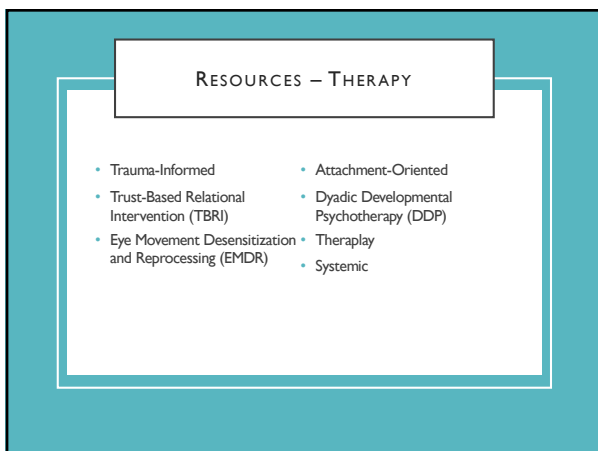 RESOURCES – THERAPY
• Trauma-Informed
• Trust-Based Relational
Intervention (TBRI)
• Eye Movement Desensitization
and Reprocessing (EMDR)
• Attachment-Oriented
• Dyadic Developmental
Psychotherapy (DDP)
• Theraplay
• Systemic